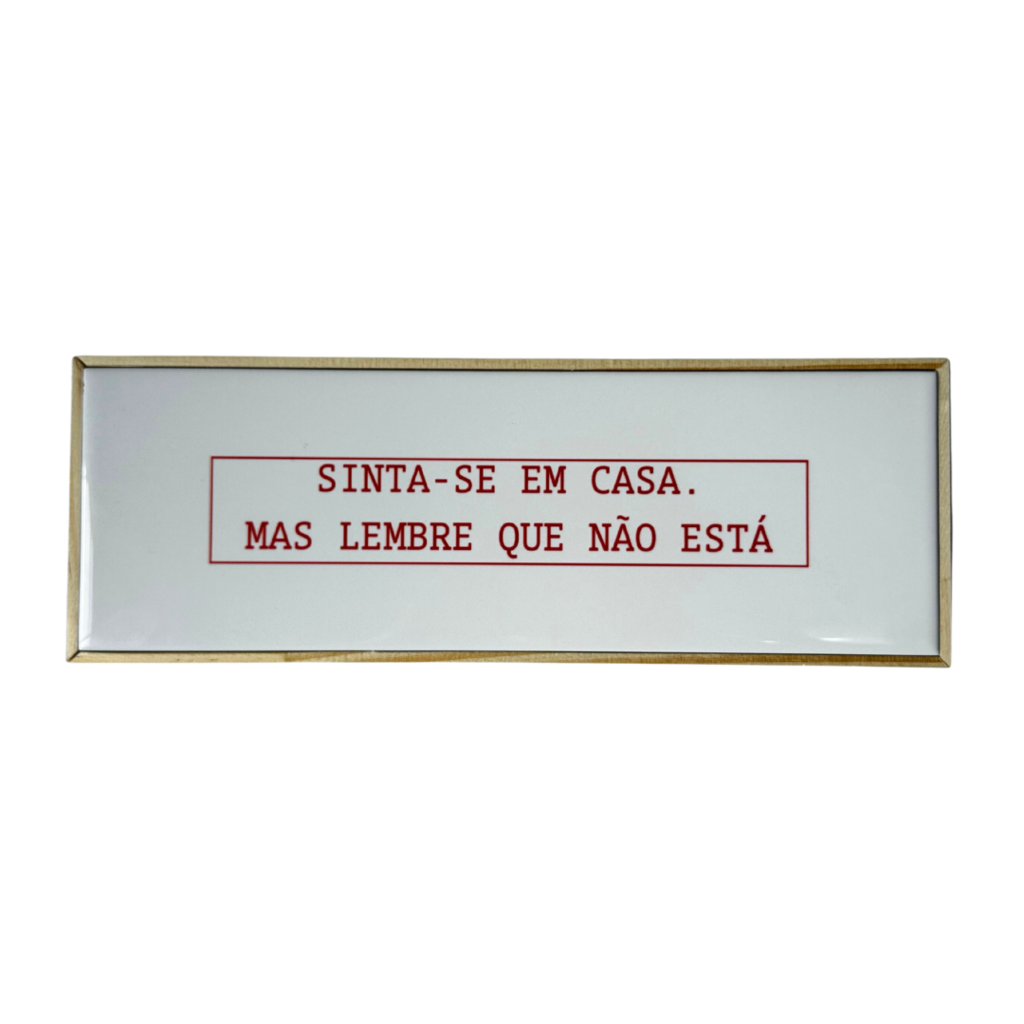 SINTA-SE EM CASA.
MAS LEMBRE QUE NÃO ESTÁ